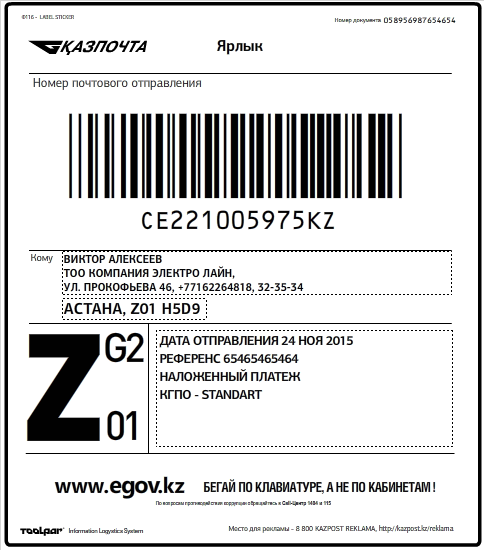 Ф116 - LABEL STICKER
Номер документа 058956987654654
ҚАЗПОЧТА
Ярлык
Номер почтового отправления
CE221005975KZ
Кому
ВИКТОР АЛЕКСЕЕВ
ТОО КОМПАНИЯ ЭЛЕКТРО ЛАЙН,
УЛ. ПРОКОФЬЕВА 46, +77162264818, 32-35-34
АСТАНА, Z01 H5D9
Z G2
01
ДАТА ОТПРАВЛЕНИЯ 24 НОЯ 2015
РЕФЕРЕНС 65465465464
НАЛОЖЕННЫЙ ПЛАТЕЖ
КГПО - STANDART
www.egov.kz БЕГАЙ ПО КЛАВИАТУРЕ, А НЕ ПО КАБИНЕТАМ !
По вопросам противодействия коррупции обращайтесь в Call-Центр 1494 и 115
TOOLPAR Information Logystics System
Место для рекламы - 8 800 KAZPOST REKLAMA, http://kazpost.kz/reklama